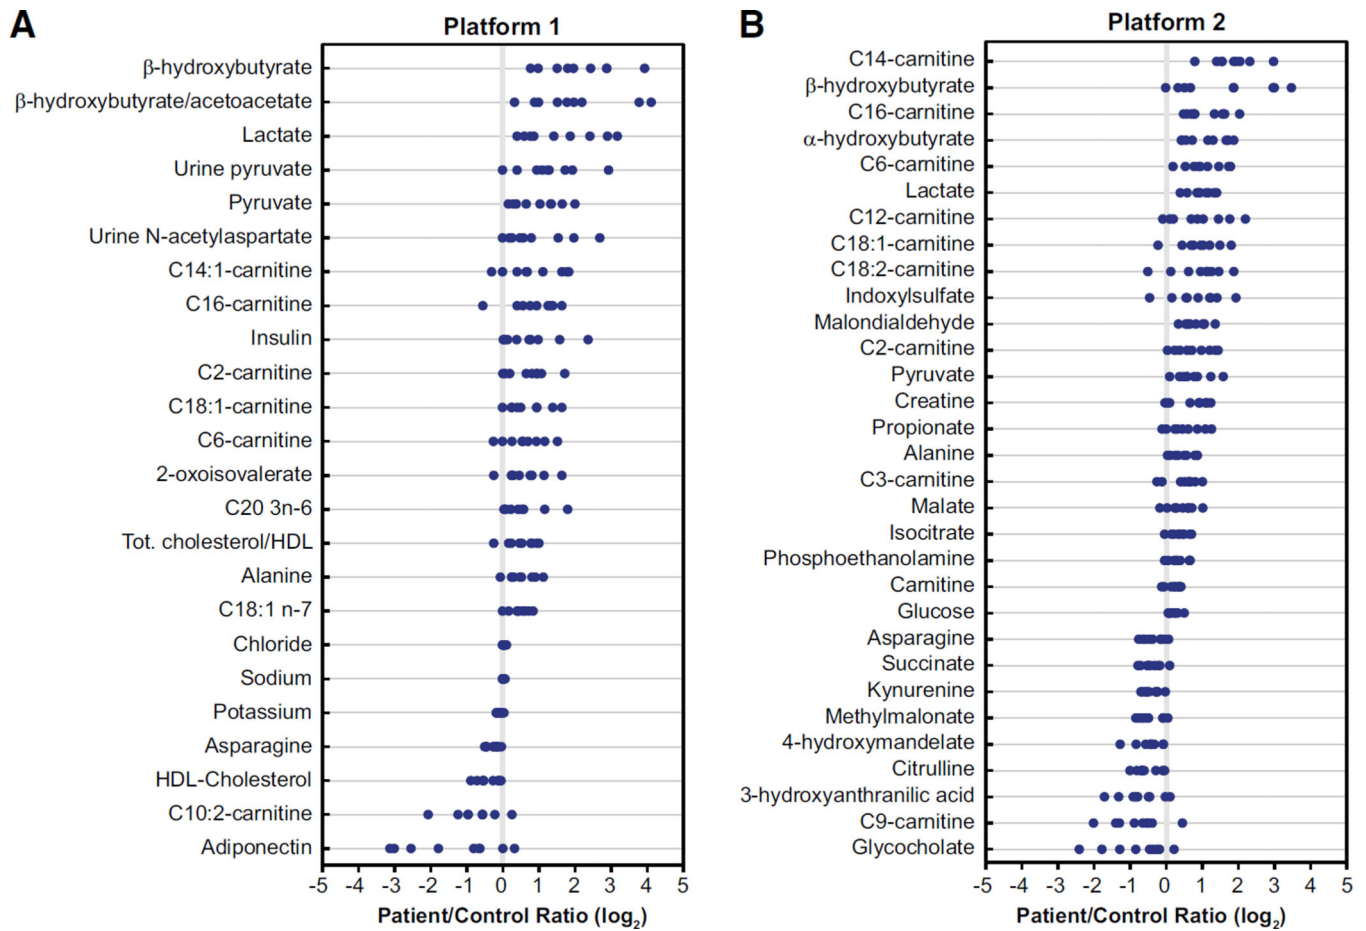 A
Platform 1
β-hydroxybutyrate
β-hydroxybutyrate/acetoacetate
Lactate
Urine pyruvate
Pyruvate
Urine N-acetylaspartate
C14:1-carnitine
C16-carnitine
Insulin
C2-carnitine
C18:1-carnitine
C6-carnitine
2-oxoisovalerate
C20 3n-6
Tot. cholesterol/HDL
Alanine
C18:1 n-7
Chloride
Sodium
Potassium
Asparagine
HDL-Cholesterol
C10:2-carnitine
Adiponectin
-5 -4 -3 -2 -1 0 1 2 3 4 5
Patient/Control Ratio (log₂)
B
Platform 2
C14-carnitine
β-hydroxybutyrate
C16-carnitine
α-hydroxybutyrate
C6-carnitine
Lactate
C12-carnitine
C18:1-carnitine
C18:2-carnitine
Indoxylsulfate
Malondialdehyde
C2-carnitine
Pyruvate
Creatine
Propionate
Alanine
C3-carnitine
Malate
Isocitrate
Phosphoethanolamine
Carnitine
Glucose
Asparagine
Succinate
Kynurenine
Methylmalonate
4-hydroxymandelate
Citrulline
3-hydroxyanthranilic acid
C9-carnitine
Glycocholate
-5 -4 -3 -2 -1 0 1 2 3 4 5
Patient/Control Ratio (log₂)